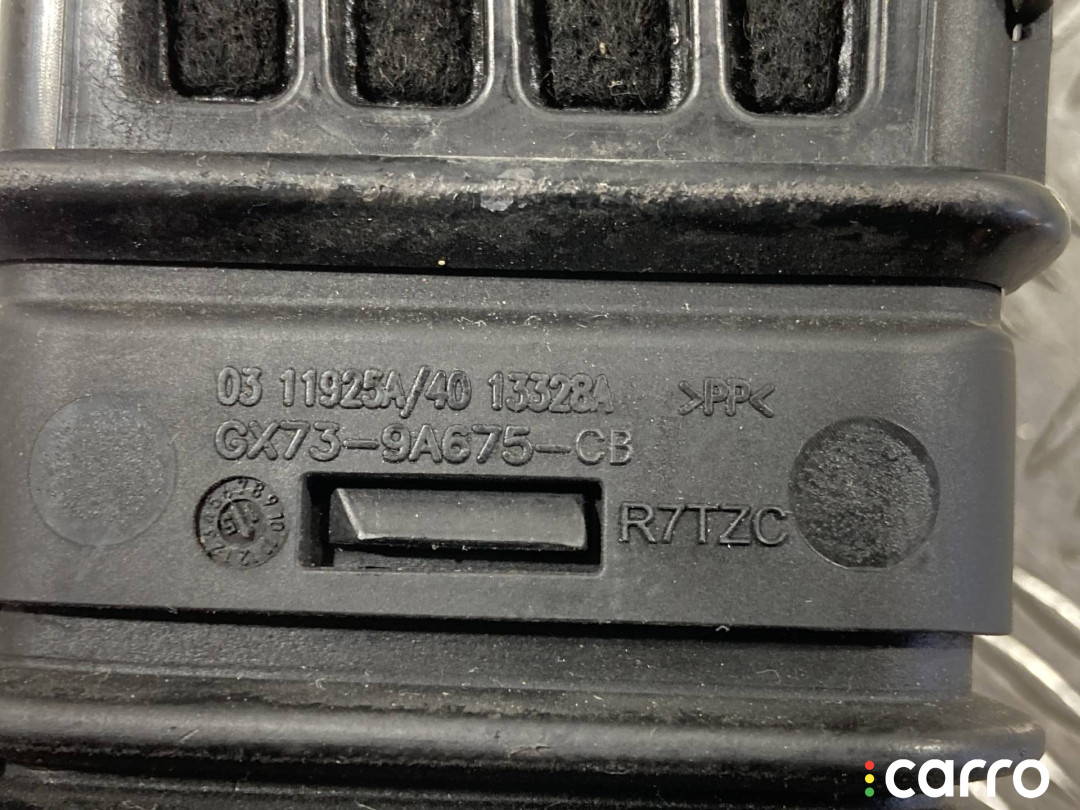 03 11925A/40 13328A >PP<
GX73-9A675-CB
R7TZC
carro